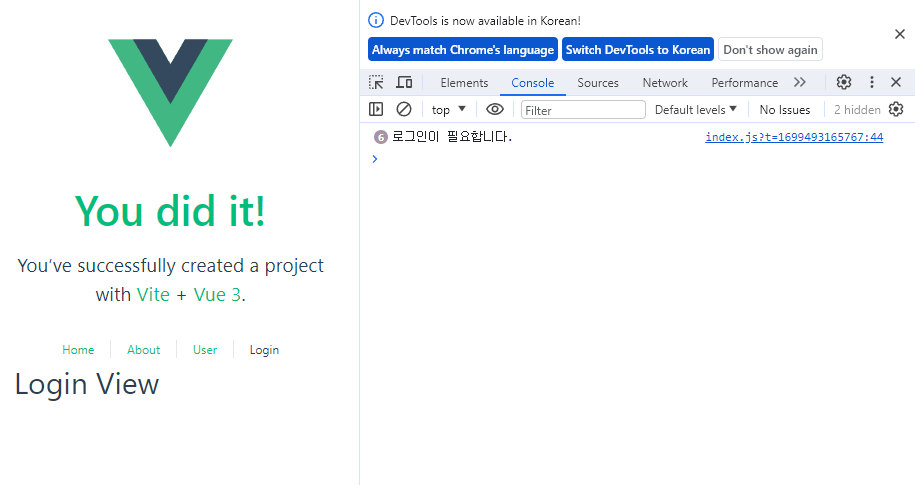 You did it!
You've successfully created a project
with Vite + Vue 3.
Home
About
User
Login
Login View
DevTools is now available in Korean!
Always match Chrome's language
Switch DevTools to Korean
Don't show again
Elements
Console
Sources
Network
Performance
top
Filter
Default levels
No Issues
2 hidden
6 로그인이 필요합니다.
index.js?t=1699493165767:44